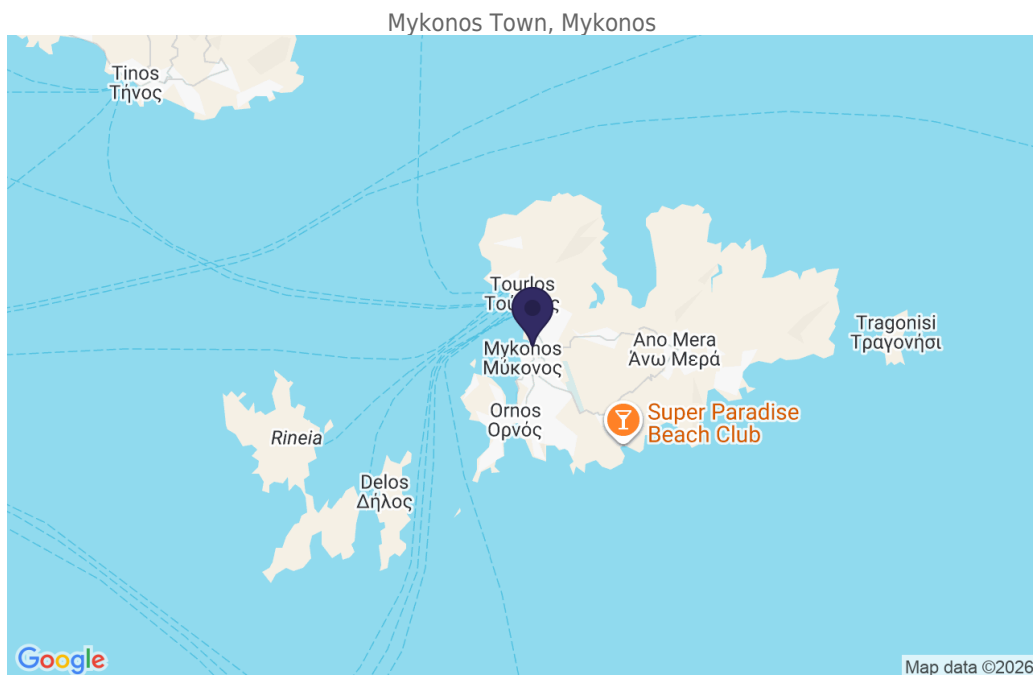 Mykonos Town, Mykonos
Tinos
Τήνος
Tourlos
Mykonos
Μύκονος
Ano Mera
Άνω Μερά
Tragonisi
Τραγονήσι
Ornos
Ορνός
Super Paradise
Beach Club
Rineia
Delos
Δήλος
Google
Map data ©2026